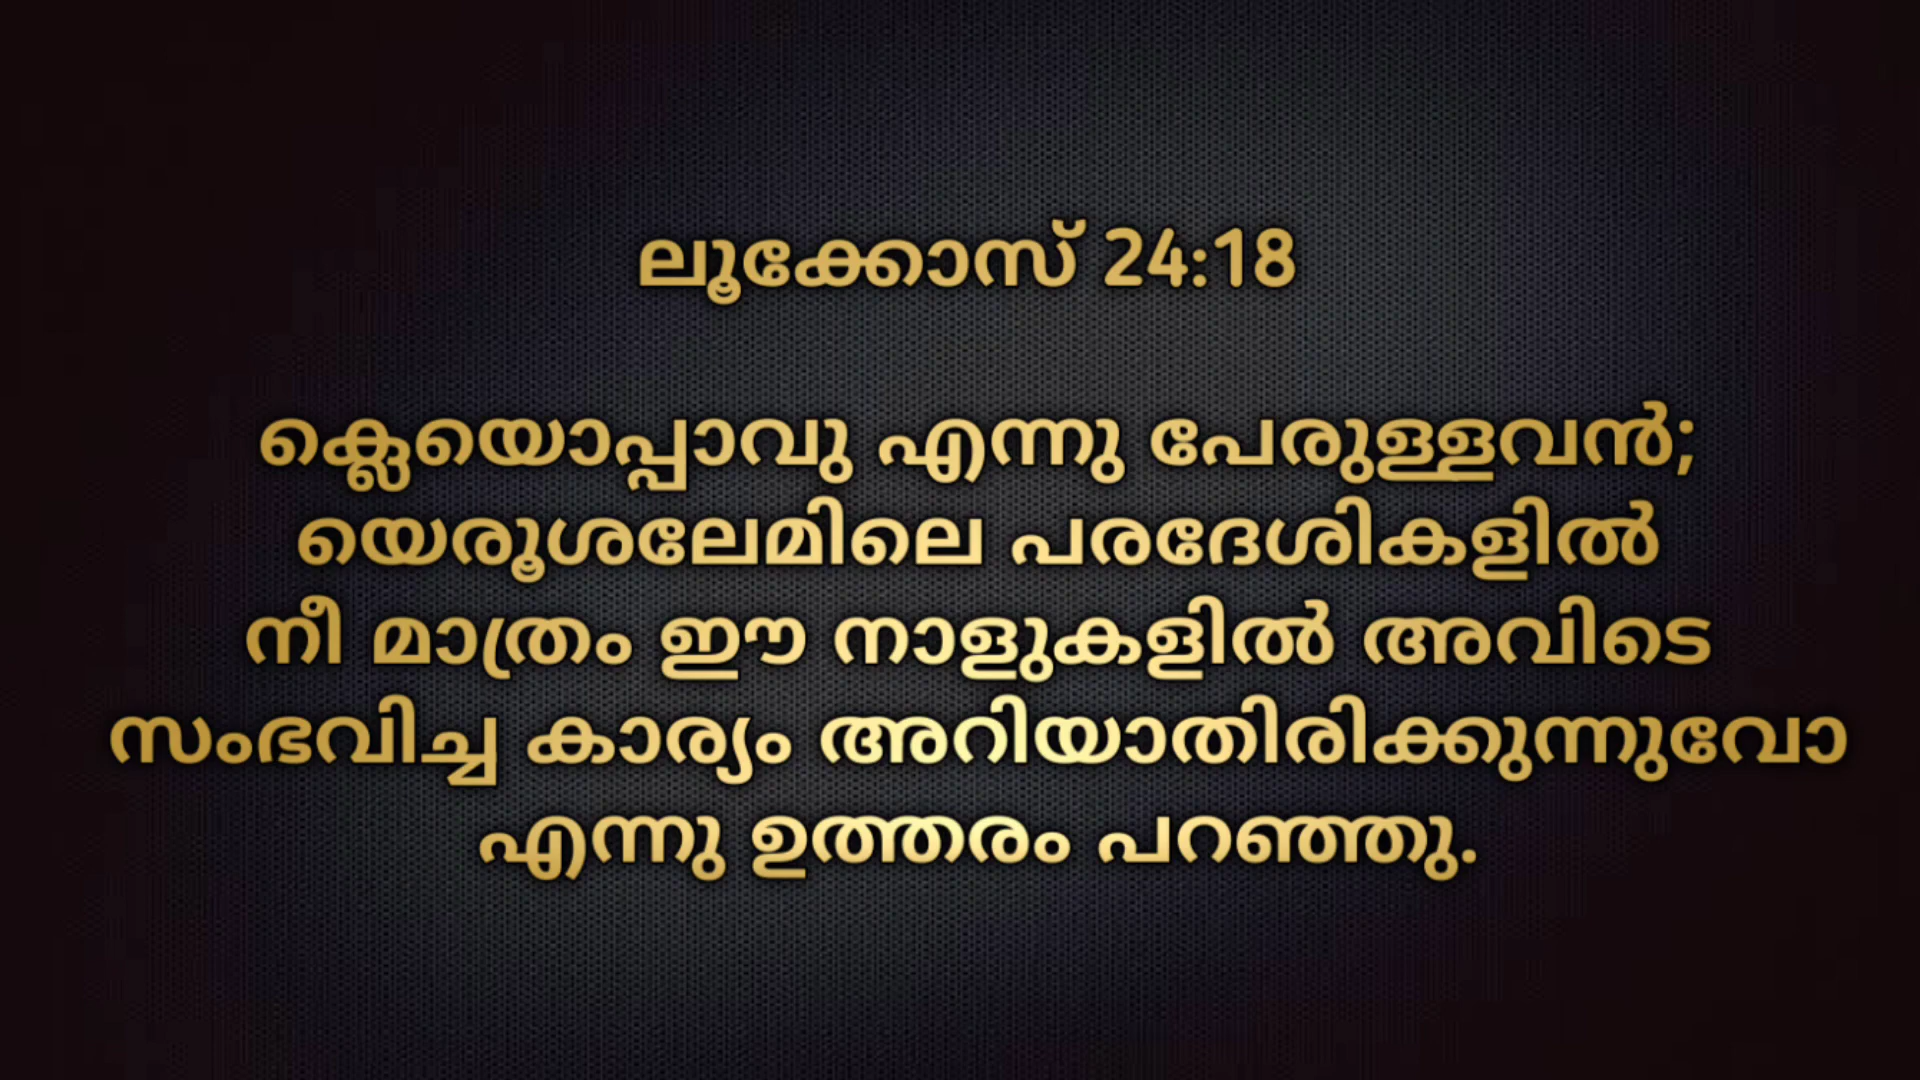 ലൂക്കോസ് 24:18
ക്ലെയൊപ്പാവു എന്നു പേരുള്ളവൻ;
യെരൂശലേമിലെ പരദേശികളിൽ
നീ മാത്രം ഈ നാളുകളിൽ അവിടെ
സംഭവിച്ച കാര്യം അറിയാതിരിക്കുന്നുവോ
എന്നു ഉത്തരം പറഞ്ഞു.